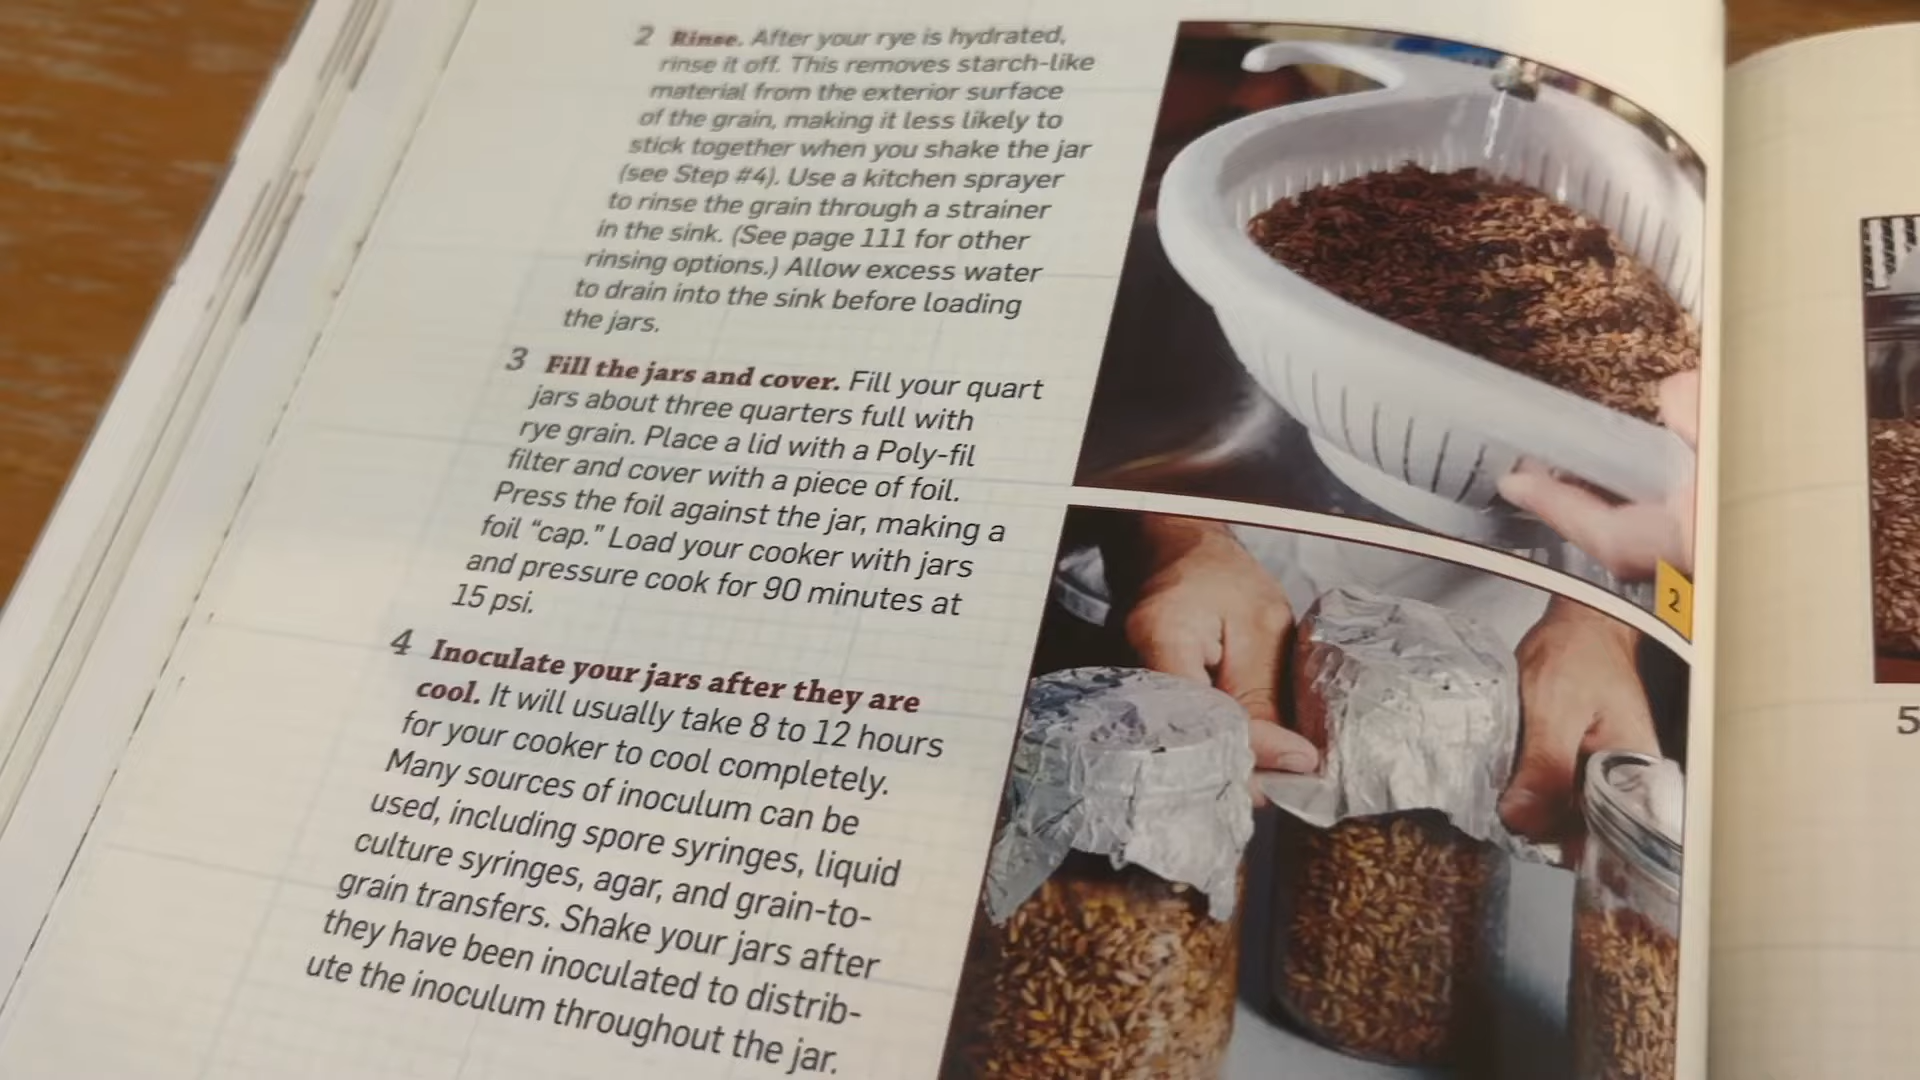 2 Rinse. After your rye is hydrated,
rinse it off. This removes starch-like
material from the exterior surface
of the grain, making it less likely to
stick together when you shake the jar
(see Step #4). Use a kitchen sprayer
to rinse the grain through a strainer
in the sink. (See page 111 for other
rinsing options.) Allow excess water
to drain into the sink before loading
the jars.
3 Fill the jars and cover. Fill your quart
jars about three quarters full with
rye grain. Place a lid with a Poly-fil
filter and cover with a piece of foil.
Press the foil against the jar, making a
foil “cap.” Load your cooker with jars
and pressure cook for 90 minutes at
15 psi.
4 Inoculate your jars after they are
cool. It will usually take 8 to 12 hours
for your cooker to cool completely.
Many sources of inoculum can be
used, including spore syringes, liquid
culture syringes, agar, and grain-to-
grain transfers. Shake your jars after
they have been inoculated to distrib-
ute the inoculum throughout the jar.
2
5